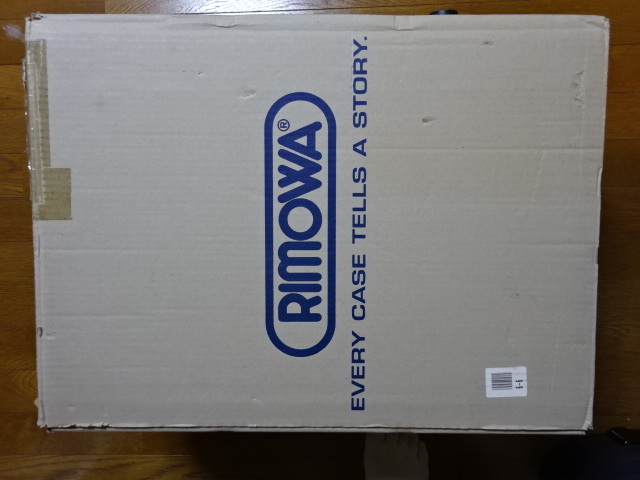 RIMOWA®
EVERY CASE TELLS A STORY.